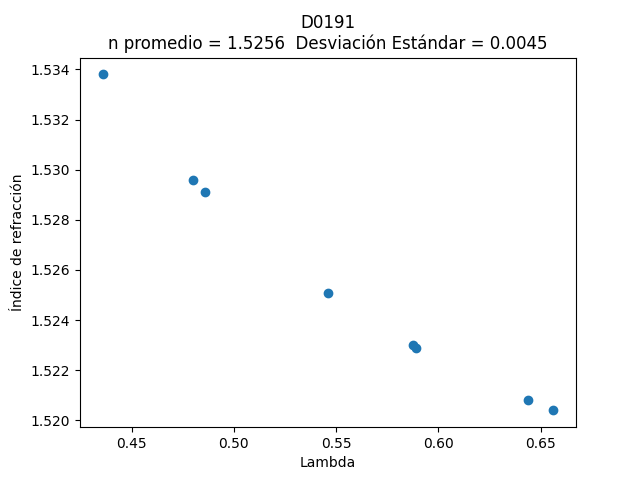 D0191
n promedio = 1.5256  Desviación Estándar = 0.0045
1.534
1.532
1.530
1.528
1.526
1.524
1.522
1.520
Índice de refracción
0.45 0.50 0.55 0.60 0.65
Lambda